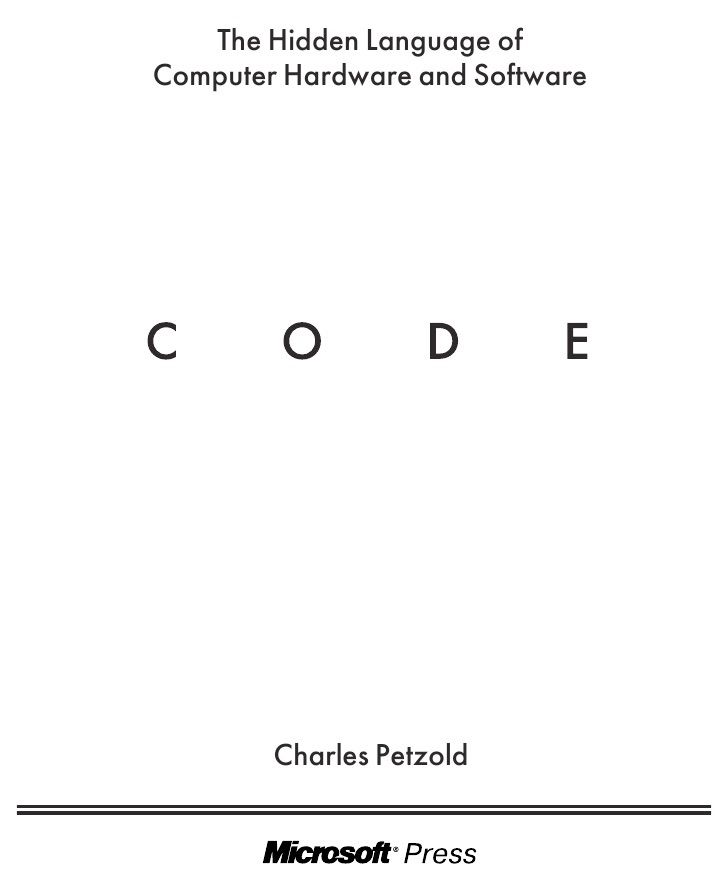 The Hidden Language of
Computer Hardware and Software
C O D E
Charles Petzold
Microsoft® Press